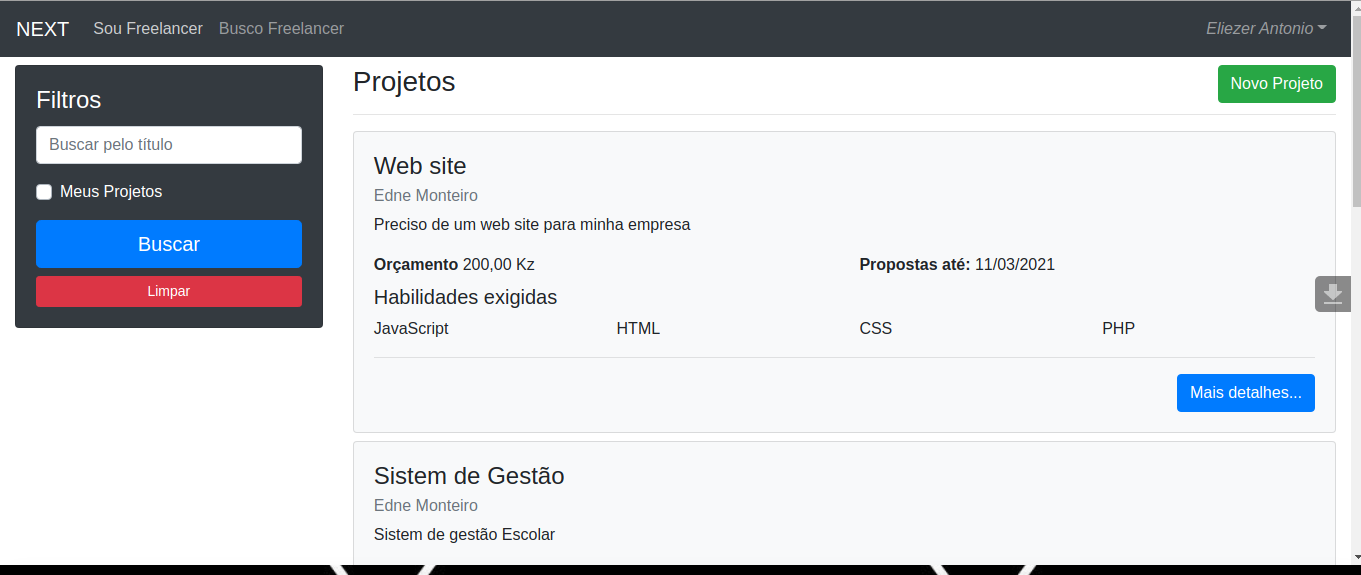 NEXT Sou Freelancer Busco Freelancer Eliezer Antonio
Filtros
Buscar pelo título
Meus Projetos
Buscar
Limpar
Projetos Novo Projeto
Web site
Edne Monteiro
Preciso de um web site para minha empresa
Orçamento 200,00 Kz Propostas até: 11/03/2021
Habilidades exigidas
JavaScript HTML CSS PHP
Mais detalhes...
Sistem de Gestão
Edne Monteiro
Sistem de gestão Escolar